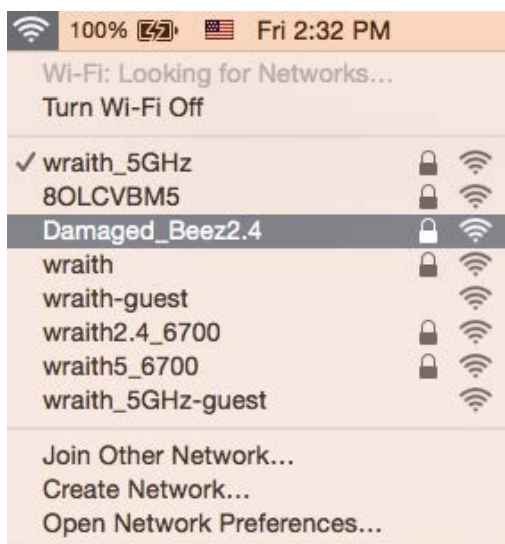 100% Fri 2:32 PM
Wi-Fi: Looking for Networks...
Turn Wi-Fi Off
wraith_5GHz
8OLCVBM5
Damaged_Beez2.4
wraith
wraith-guest
wraith2.4_6700
wraith5_6700
wraith_5GHz-guest
Join Other Network...
Create Network...
Open Network Preferences...